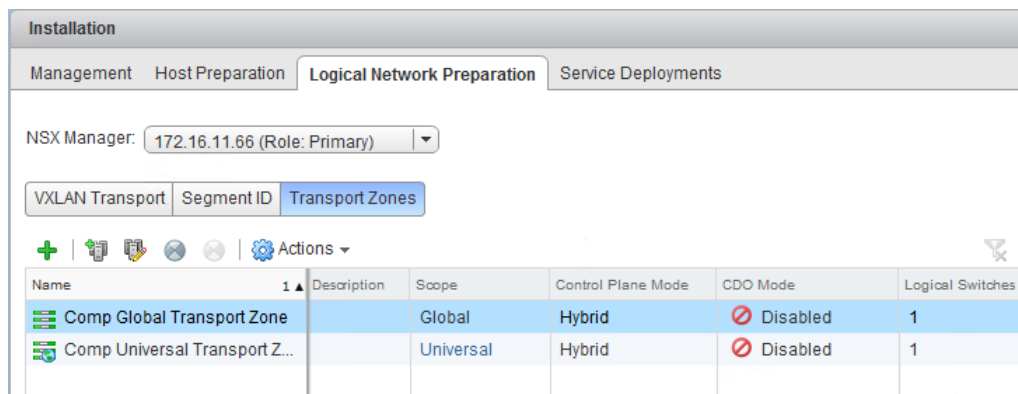 Installation
Management Host Preparation Logical Network Preparation Service Deployments
NSX Manager: 172.16.11.66 (Role: Primary)
VXLAN Transport Segment ID Transport Zones
Actions
Name 1 Description Scope Control Plane Mode CDO Mode Logical Switches
Comp Global Transport Zone Global Hybrid Disabled 1
Comp Universal Transport Z... Universal Hybrid Disabled 1